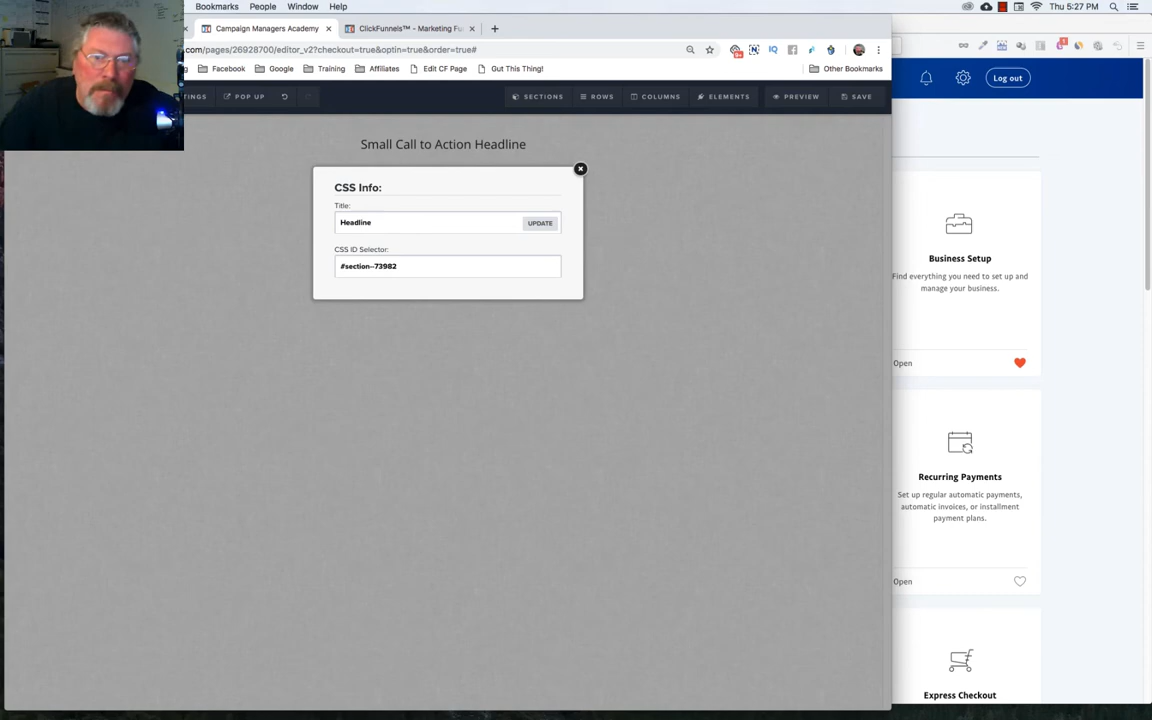 Bookmarks People Window Help
Thu 5:27 PM
Campaign Managers Academy
ClickFunnels™ - Marketing Fu
.com/pages/26928700/editor_v2?checkout=true&optin=true&order=true#
Facebook Google Training Affiliates Edit CF Page Gut This Thing! Other Bookmarks
TINGS POP UP SECTIONS ROWS COLUMNS ELEMENTS PREVIEW SAVE
Log out
Small Call to Action Headline
CSS Info:
Title:
Headline
UPDATE
CSS ID Selector:
#section--73982
Business Setup
Find everything you need to set up and
manage your business.
Open
Recurring Payments
Set up regular automatic payments,
automatic invoices, or installment
payment plans.
Open
Express Checkout